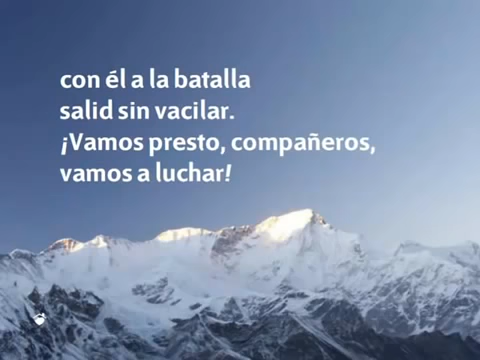 con él a la batalla
salid sin vacilar.
¡Vamos presto, compañeros,
vamos a luchar!